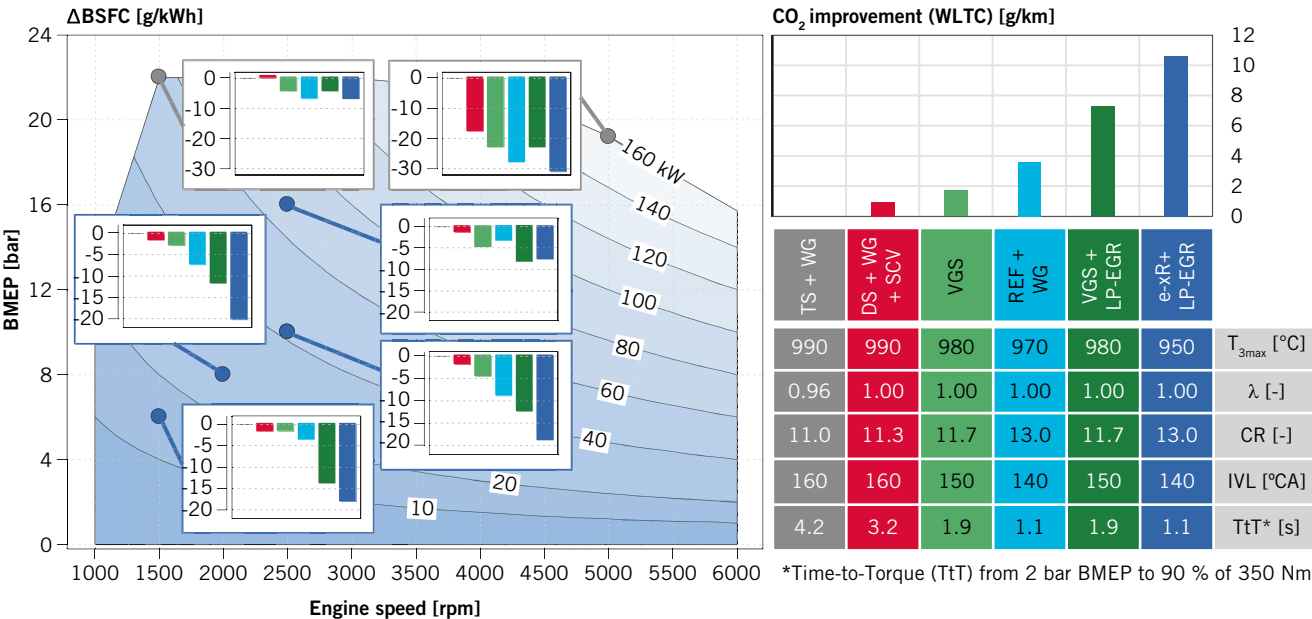 ΔBSFC [g/kWh]
24
20
16
12
8
4
0
BMEP [bar]
1000 1500 2000 2500 3000 3500 4000 4500 5000 5500 6000
Engine speed [rpm]
0
-10
-20
-30
0
-10
-20
-30
0
-5
-10
-15
-20
0
-5
-10
-15
-20
0
-5
-10
-15
-20
0
-5
-10
-15
-20
160 kW
140
120
100
80
60
40
20
10
CO2 improvement (WLTC) [g/km]
12
10
8
6
4
2
0
TS + WG
DS + WG
+ SCV
VGS
REF +
WG
VGS +
LP-EGR
e-xR+
LP-EGR
990 990 980 970 980 950 T3max [°C]
0.96 1.00 1.00 1.00 1.00 1.00 λ [-]
11.0 11.3 11.7 13.0 11.7 13.0 CR [-]
160 160 150 140 150 140 IVL [ºCA]
4.2 3.2 1.9 1.1 1.9 1.1 TtT* [s]
*Time-to-Torque (TtT) from 2 bar BMEP to 90 % of 350 Nm